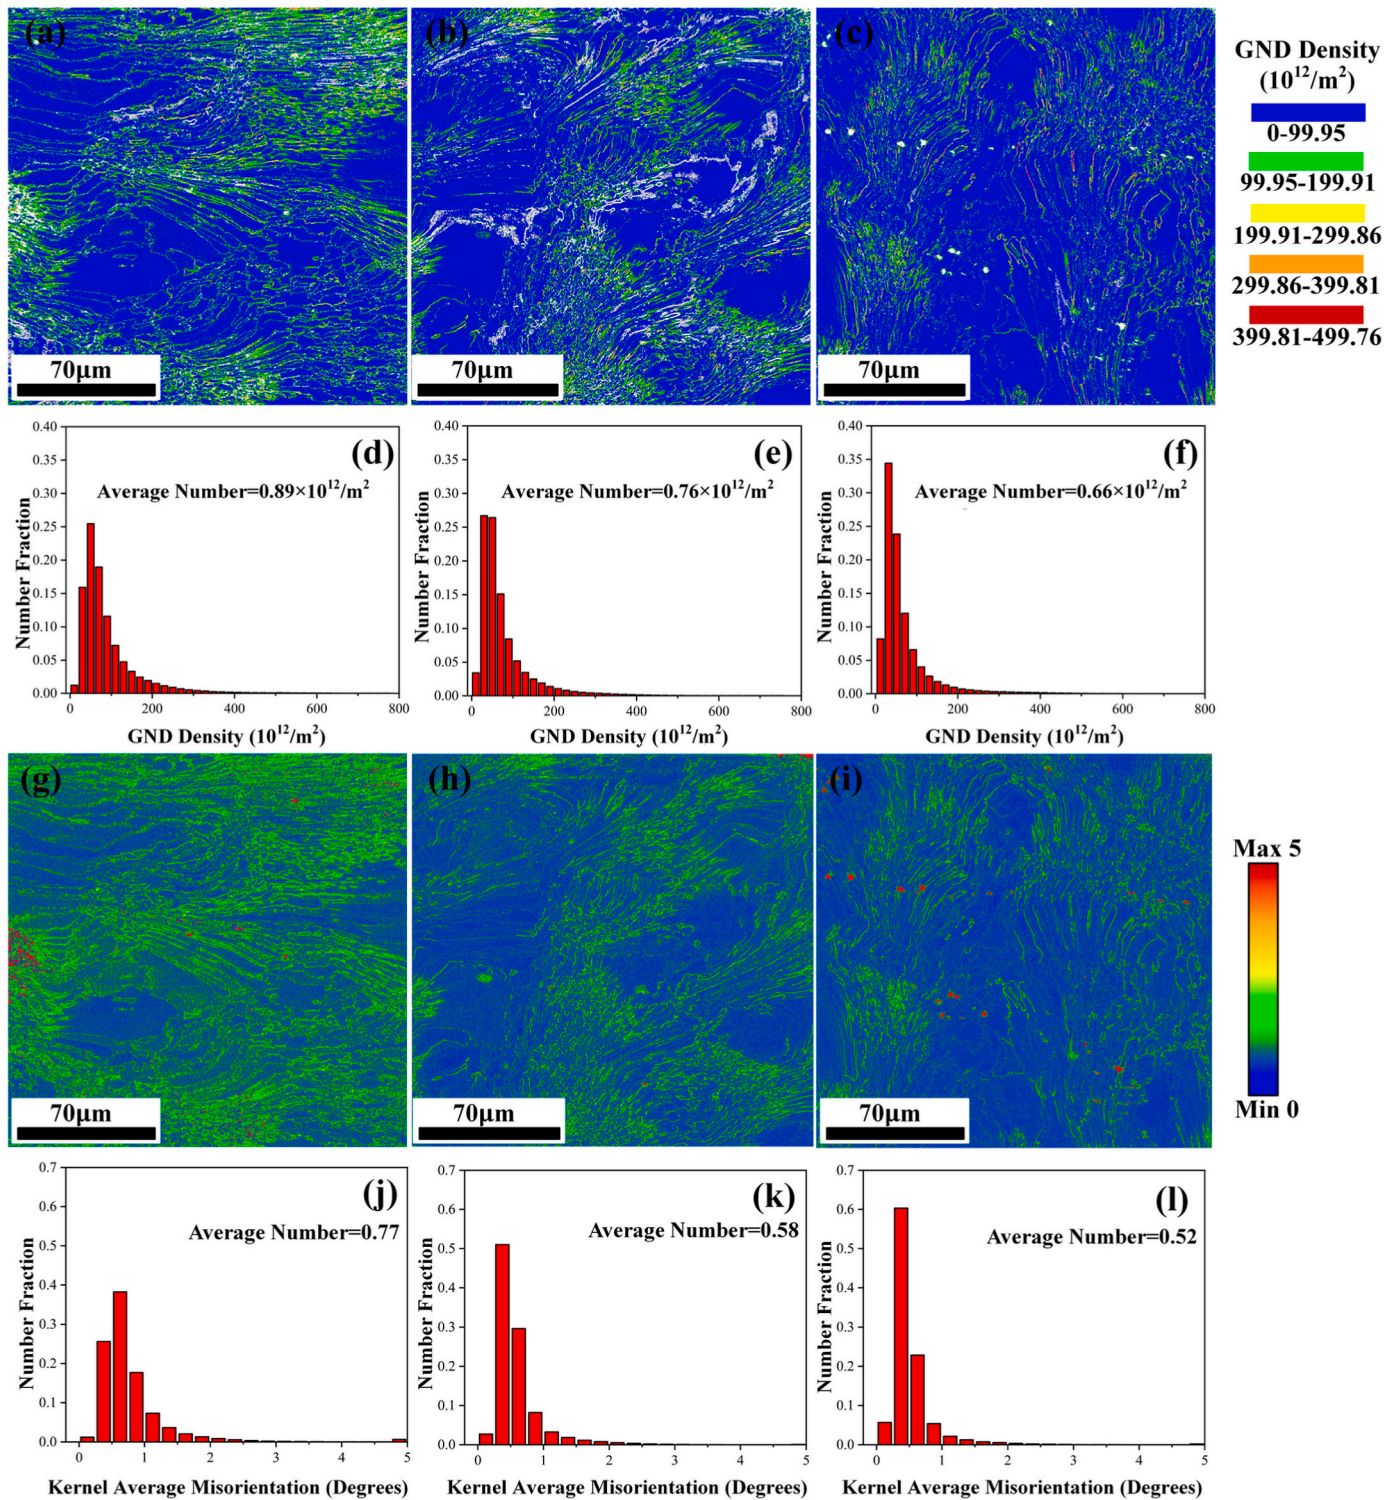 (a)
(b)
(c)
GND Density
(10¹²/m²)
0-99.95
99.95-199.91
199.91-299.86
299.86-399.81
399.81-499.76
70μm
70μm
70μm
(d)
Average Number=0.89×10¹²/m²
Number Fraction
0.40
0.35
0.30
0.25
0.20
0.15
0.10
0.05
0.00
0 200 400 600 800
GND Density (10¹²/m²)
(e)
Average Number=0.76×10¹²/m²
Number Fraction
0.40
0.35
0.30
0.25
0.20
0.15
0.10
0.05
0.00
0 200 400 600 800
GND Density (10¹²/m²)
(f)
Average Number=0.66×10¹²/m²
Number Fraction
0.40
0.35
0.30
0.25
0.20
0.15
0.10
0.05
0.00
0 200 400 600 800
GND Density (10¹²/m²)
(g)
(h)
(i)
Max 5
Min 0
70μm
70μm
70μm
(j)
Average Number=0.77
Number Fraction
0.7
0.6
0.5
0.4
0.3
0.2
0.1
0.0
0 1 2 3 4 5
Kernel Average Misorientation (Degrees)
(k)
Average Number=0.58
Number Fraction
0.7
0.6
0.5
0.4
0.3
0.2
0.1
0.0
0 1 2 3 4 5
Kernel Average Misorientation (Degrees)
(l)
Average Number=0.52
Number Fraction
0.7
0.6
0.5
0.4
0.3
0.2
0.1
0.0
0 1 2 3 4 5
Kernel Average Misorientation (Degrees)